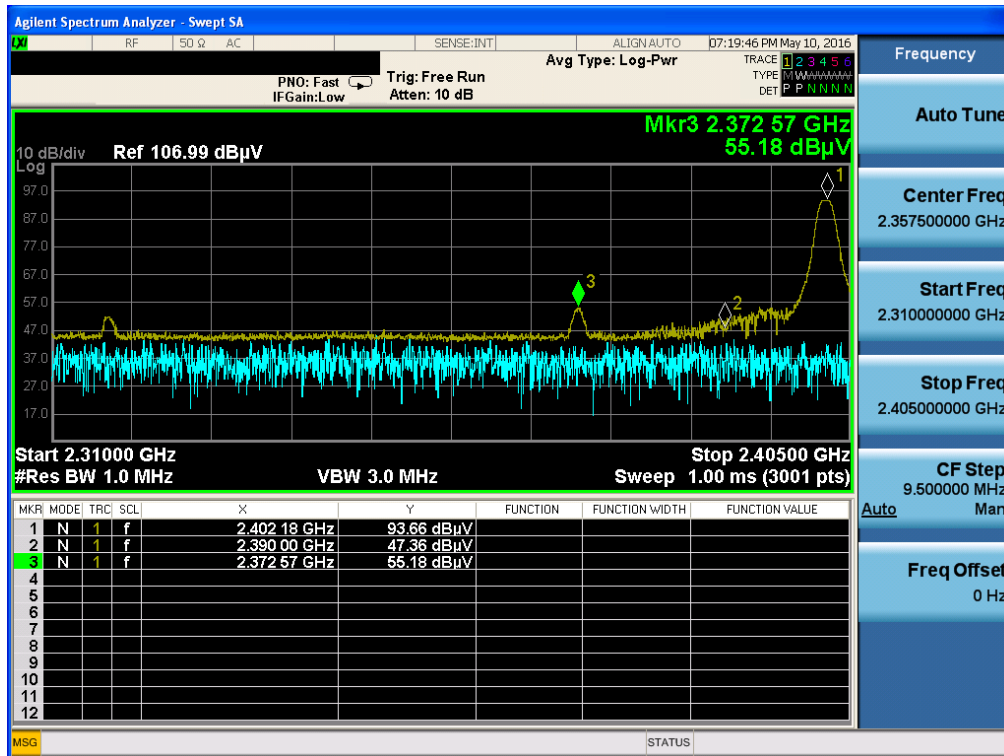 Agilent Spectrum Analyzer - Swept SA
LXI RF 50 Ω AC SENSE:INT ALIGN AUTO 07:19:46 PM May 10, 2016
Avg Type: Log-Pwr TRACE 1 2 3 4 5 6
PNO: Fast Trig: Free Run TYPE M W
IFGain:Low Atten: 10 dB DET P P N N N N
Mkr3 2.372 57 GHz
55.18 dBµV
10 dB/div Ref 106.99 dBµV
Log
97.0
87.0
77.0
67.0
57.0
47.0
37.0
27.0
17.0
1
2
3
Start 2.31000 GHz Stop 2.40500 GHz
#Res BW 1.0 MHz VBW 3.0 MHz Sweep 1.00 ms (3001 pts)
MKR MODE TRC SCL X Y FUNCTION FUNCTION WIDTH FUNCTION VALUE
1 N 1 f 2.402 18 GHz 93.66 dBµV
2 N 1 f 2.390 00 GHz 47.36 dBµV
3 N 1 f 2.372 57 GHz 55.18 dBµV
4
5
6
7
8
9
10
11
12
MSG STATUS
Frequency
Auto Tune
Center Freq
2.357500000 GHz
Start Freq
2.310000000 GHz
Stop Freq
2.405000000 GHz
CF Step
9.500000 MHz
Auto Man
Freq Offset
0 Hz